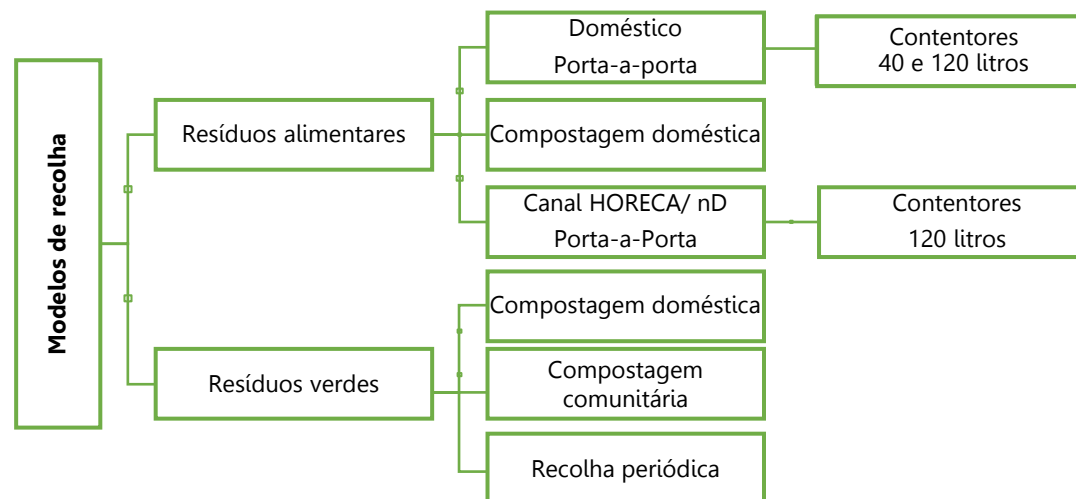 Modelos de recolha
Resíduos alimentares
Doméstico
Porta-a-porta
Contentores
40 e 120 litros
Compostagem doméstica
Canal HORECA/ nD
Porta-a-Porta
Contentores
120 litros
Resíduos verdes
Compostagem doméstica
Compostagem
comunitária
Recolha periódica